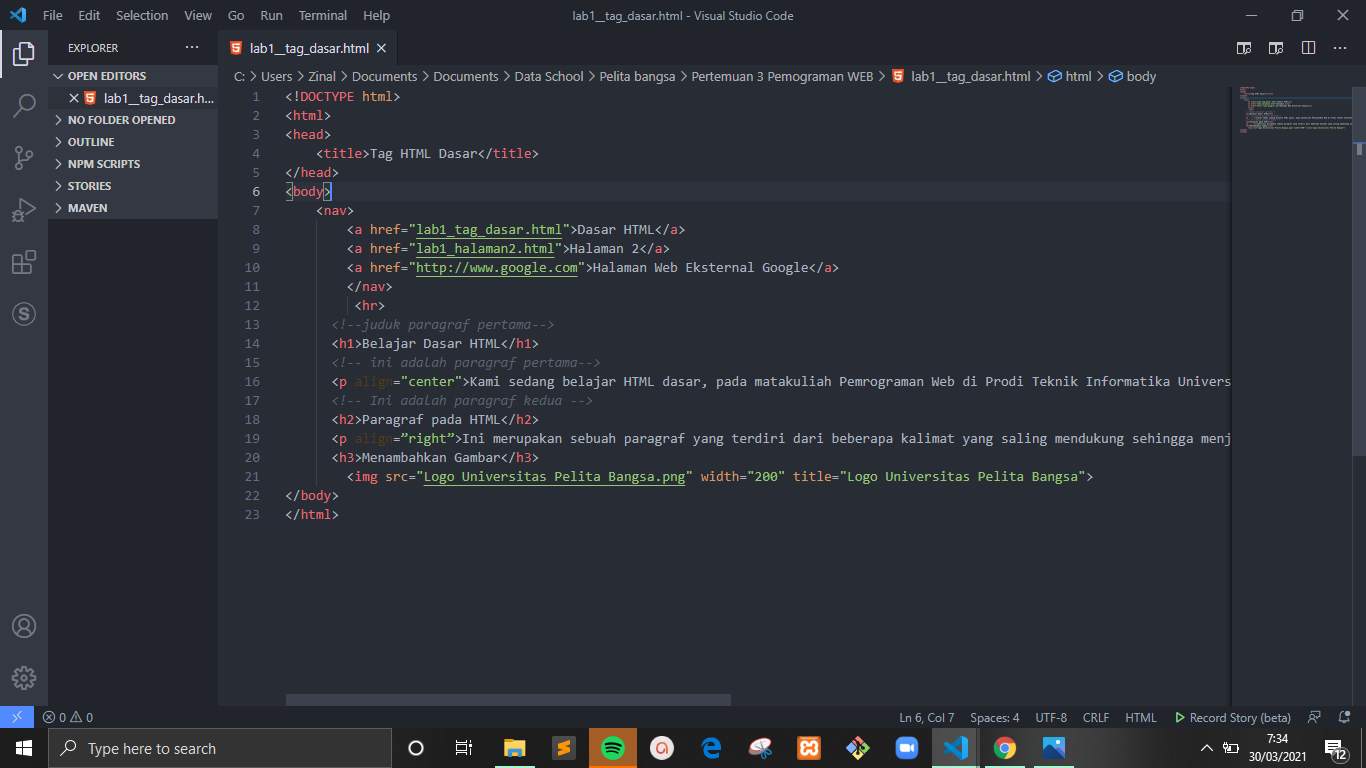 File Edit Selection View Go Run Terminal Help lab1__tag_dasar.html - Visual Studio Code
EXPLORER ··· lab1__tag_dasar.html
OPEN EDITORS
lab1__tag_dasar.h...
NO FOLDER OPENED
OUTLINE
NPM SCRIPTS
STORIES
MAVEN
C: > Users > Zinal > Documents > Documents > Data School > Pelita bangsa > Pertemuan 3 Pemograman WEB > lab1__tag_dasar.html > html > body
1 <!DOCTYPE html>
2 <html>
3 <head>
4 <title>Tag HTML Dasar</title>
5 </head>
6 <body>
7 <nav>
8 <a href="lab1_tag_dasar.html">Dasar HTML</a>
9 <a href="lab1_halaman2.html">Halaman 2</a>
10 <a href="http://www.google.com">Halaman Web Eksternal Google</a>
11 </nav>
12 <hr>
13 <!--juduk paragraf pertama-->
14 <h1>Belajar Dasar HTML</h1>
15 <!-- ini adalah paragraf pertama-->
16 <p align="center">Kami sedang belajar HTML dasar, pada matakuliah Pemrograman Web di Prodi Teknik Informatika Univers
17 <!-- Ini adalah paragraf kedua -->
18 <h2>Paragraf pada HTML</h2>
19 <p align=”right”>Ini merupakan sebuah paragraf yang terdiri dari beberapa kalimat yang saling mendukung sehingga menj
20 <h3>Menambahkan Gambar</h3>
21 <img src="Logo Universitas Pelita Bangsa.png" width="200" title="Logo Universitas Pelita Bangsa">
22 </body>
23 </html>
0 0 Ln 6, Col 7 Spaces: 4 UTF-8 CRLF HTML Record Story (beta)
Type here to search
7:34
30/03/2021
12